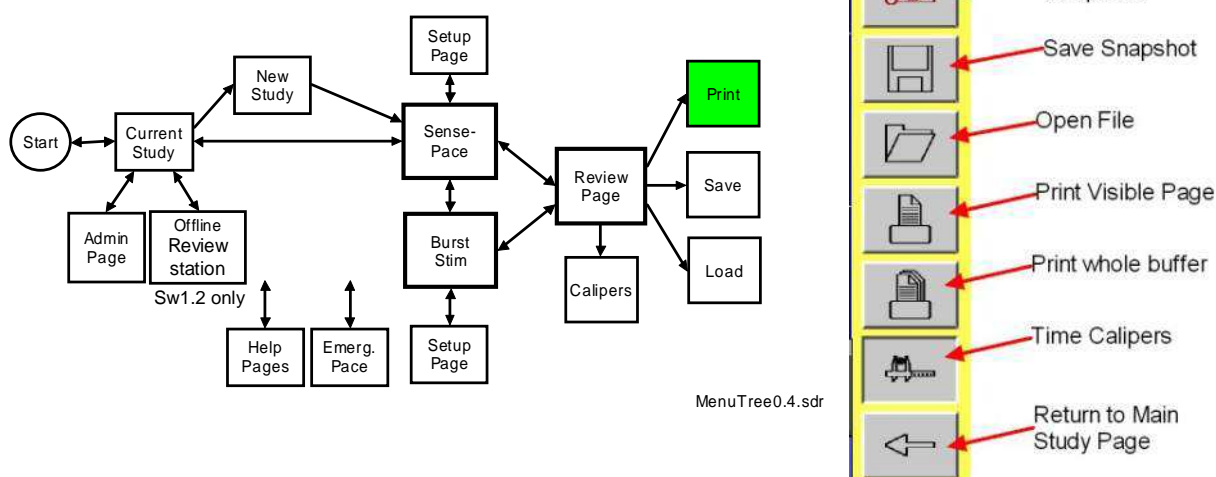 Setup
Page
New
Study
Print
Start
Current
Study
Sense-
Pace
Review
Page
Save
Admin
Page
Offline
Review
station
Burst
Stim
Load
Calipers
Sw1.2 only
Help
Pages
Emerg.
Pace
Setup
Page
MenuTree0.4.sdr
Save Snapshot
Open File
Print Visible Page
Print whole buffer
Time Calipers
Return to Main
Study Page